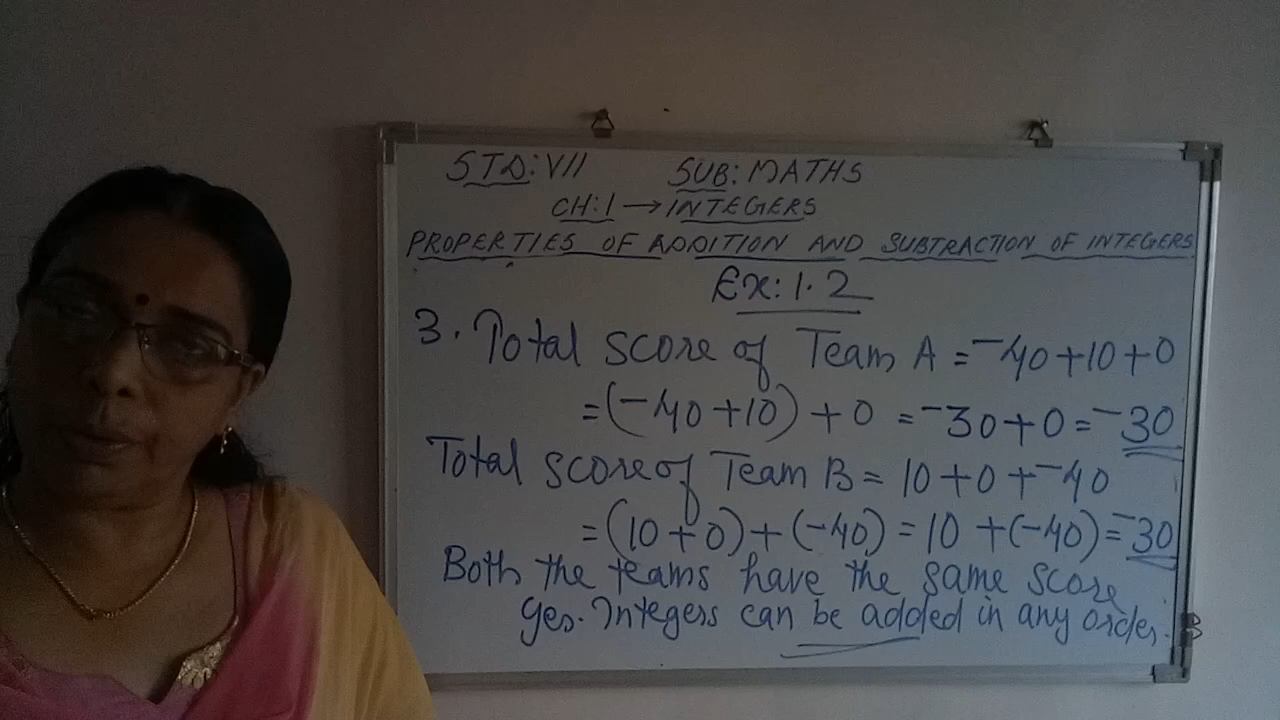 STD: VII SUB: MATHS
CH: 1 → INTEGERS
PROPERTIES OF ADDITION AND SUBTRACTION OF INTEGERS
Ex: 1.2
3. Total score of Team A = -40+10+0
= (-40+10) + 0 = -30+0 = -30
Total score of Team B = 10+0+-40
= (10+0)+(-40) = 10 +(-40) = -30
Both the teams have the same score
Yes. Integers can be added in any order.